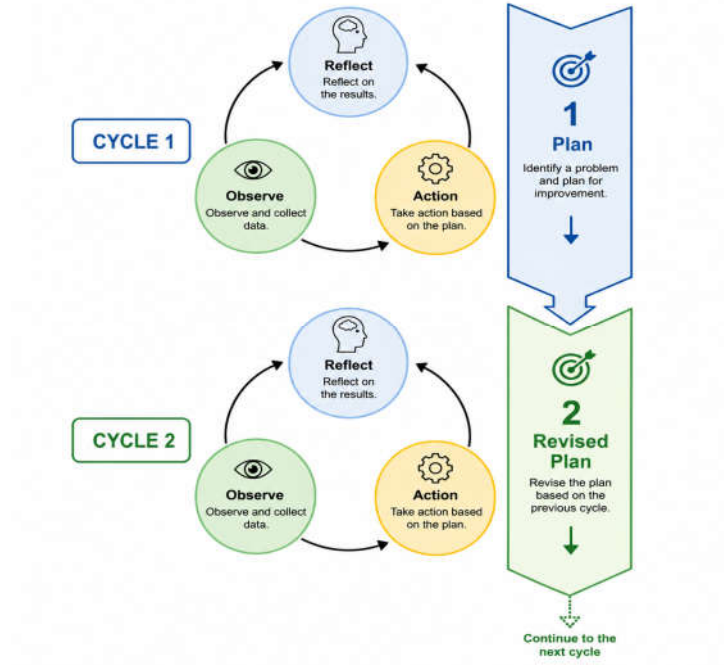 Reflect
Reflect on
the results.
CYCLE 1
Observe
Observe and collect
data.
Action
Take action based
on the plan.
1
Plan
Identify a problem
and plan for
improvement.
Reflect
Reflect on
the results.
CYCLE 2
Observe
Observe and collect
data.
Action
Take action based
on the plan.
2
Revised
Plan
Revise the plan
based on the
previous cycle.
Continue to the
next cycle